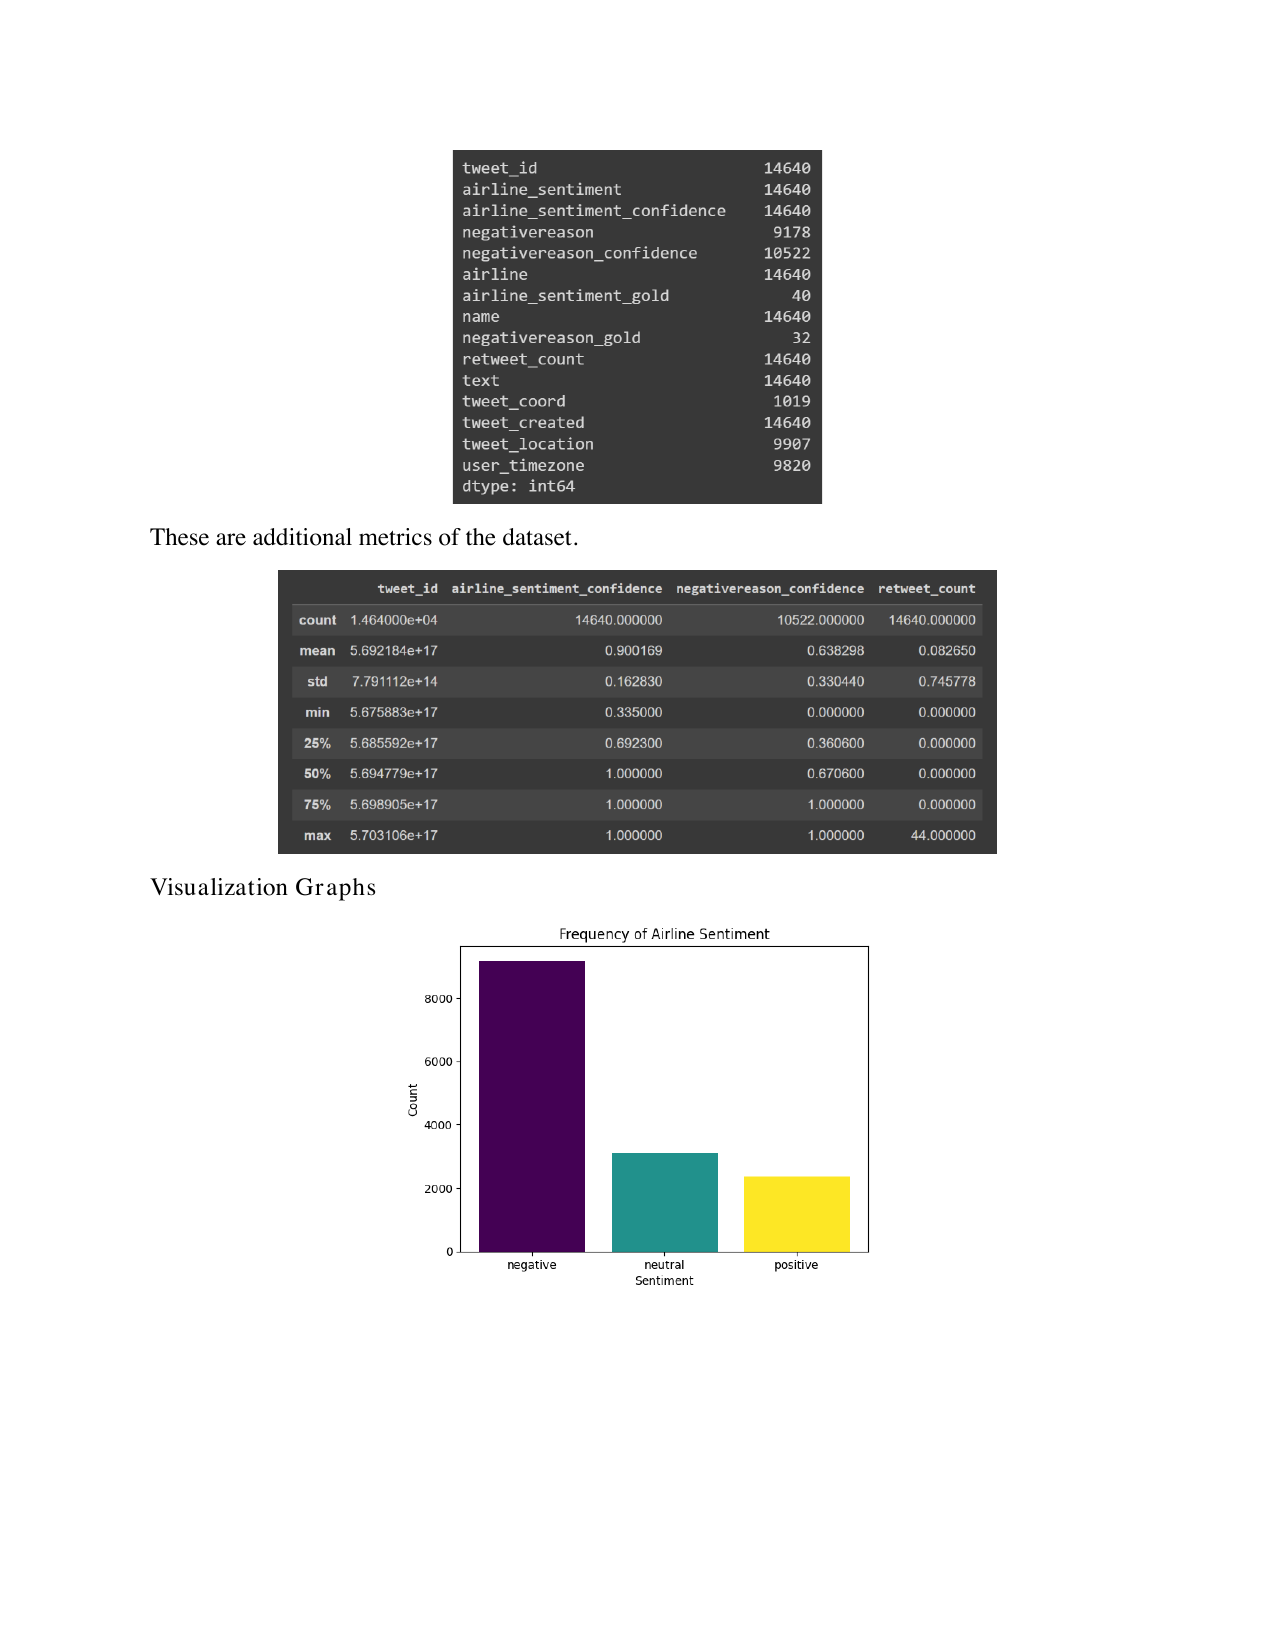 tweet_id 14640
airline_sentiment 14640
airline_sentiment_confidence 14640
negativereason 9178
negativereason_confidence 10522
airline 14640
airline_sentiment_gold 40
name 14640
negativereason_gold 32
retweet_count 14640
text 14640
tweet_coord 1019
tweet_created 14640
tweet_location 9907
user_timezone 9820
dtype: int64
These are additional metrics of the dataset.
tweet_id airline_sentiment_confidence negativereason_confidence retweet_count
count 1.464000e+04 14640.000000 10522.000000 14640.000000
mean 5.692184e+17 0.900169 0.638298 0.082650
std 7.791112e+14 0.162830 0.330440 0.745778
min 5.675883e+17 0.335000 0.000000 0.000000
25% 5.685592e+17 0.692300 0.360600 0.000000
50% 5.694779e+17 1.000000 0.670600 0.000000
75% 5.698905e+17 1.000000 1.000000 0.000000
max 5.703106e+17 1.000000 1.000000 44.000000
Visualization Graphs
Frequency of Airline Sentiment
8000
6000
4000
2000
0
Count
negative neutral positive
Sentiment